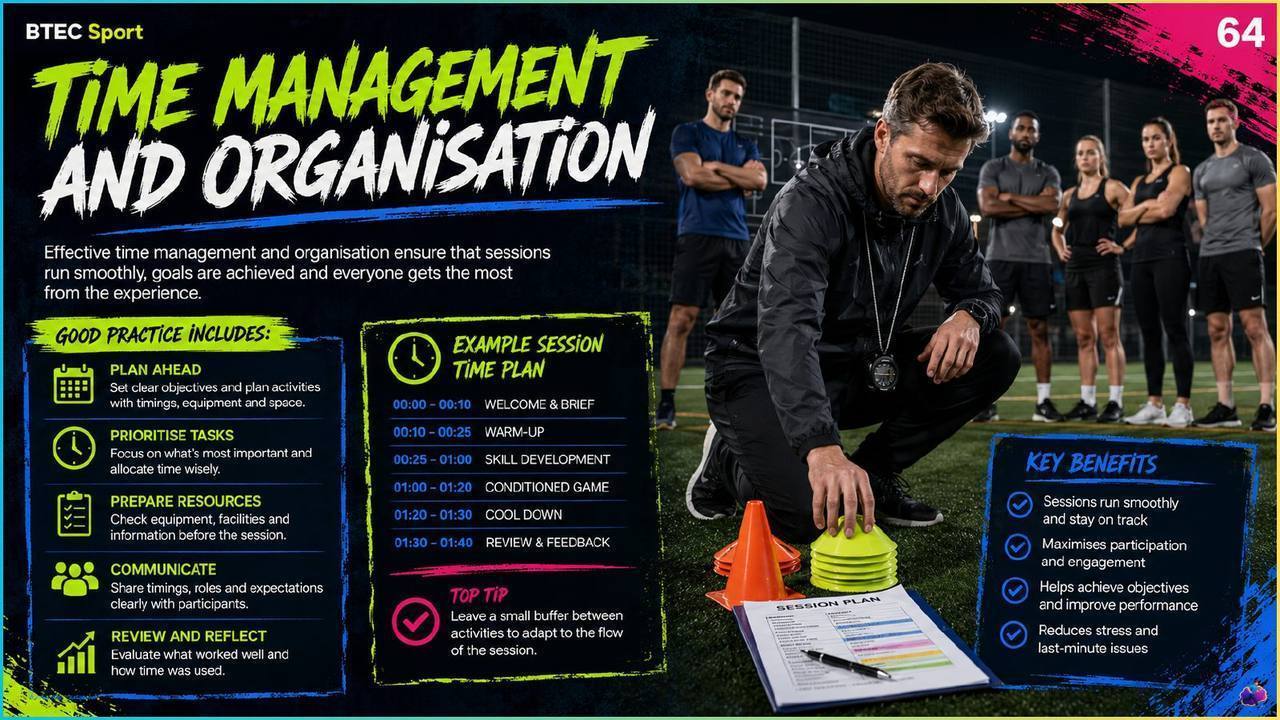 BTEC Sport
64
TiME MANAGEMENT
AND ORGANiSATiON
Effective time management and organisation ensure that sessions
run smoothly, goals are achieved and everyone gets the most
from the experience.
GOOD PRACTiCE iNCLUDES:
PLAN AHEAD
Set clear objectives and plan activities
with timings, equipment and space.
PRIORITISE TASKS
Focus on what's most important and
allocate time wisely.
PREPARE RESOURCES
Check equipment, facilities and
information before the session.
COMMUNICATE
Share timings, roles and expectations
clearly with participants.
REVIEW AND REFLECT
Evaluate what worked well and
how time was used.
EXAMPLE SESSiON
TiME PLAN
00:00 – 00:10 WELCOME & BRIEF
00:10 – 00:25 WARM-UP
00:25 – 01:00 SKILL DEVELOPMENT
01:00 – 01:20 CONDITIONED GAME
01:20 – 01:30 COOL DOWN
01:30 – 01:40 REVIEW & FEEDBACK
TOP TiP
Leave a small buffer between
activities to adapt to the flow
of the session.
SESSION PLAN
KEY BENEFiTS
Sessions run smoothly
and stay on track
Maximises participation
and engagement
Helps achieve objectives
and improve performance
Reduces stress and
last-minute issues